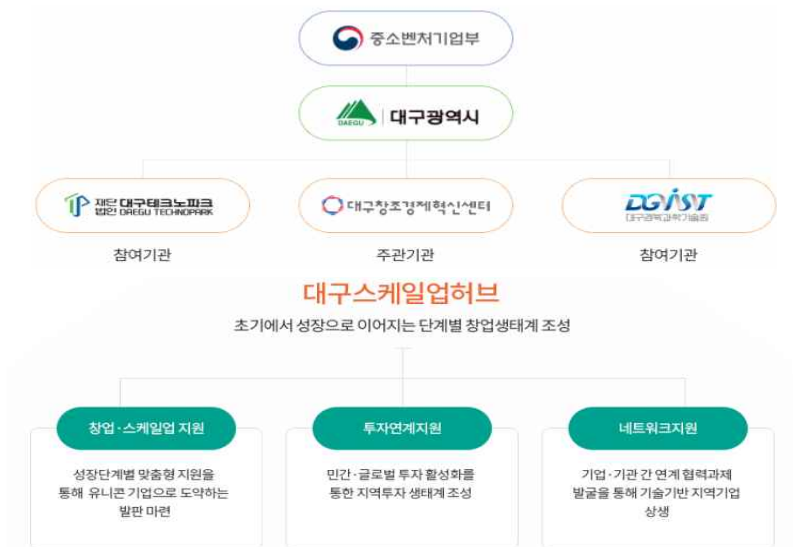 중소벤처기업부
DAEGU 대구광역시
재단법인 대구테크노파크
DAEGU TECHNOPARK
대구창조경제혁신센터
DGIST
대구경북과학기술원
참여기관
주관기관
참여기관
대구스케일업허브
초기에서 성장으로 이어지는 단계별 창업생태계 조성
창업·스케일업 지원
성장단계별 맞춤형 지원을
통해 유니콘 기업으로 도약하는
발판 마련
투자연계지원
민간·글로벌 투자 활성화를
통한 지역투자 생태계 조성
네트워크지원
기업·기관 간 연계 협력과제
발굴을 통해 기술기반 지역기업
상생